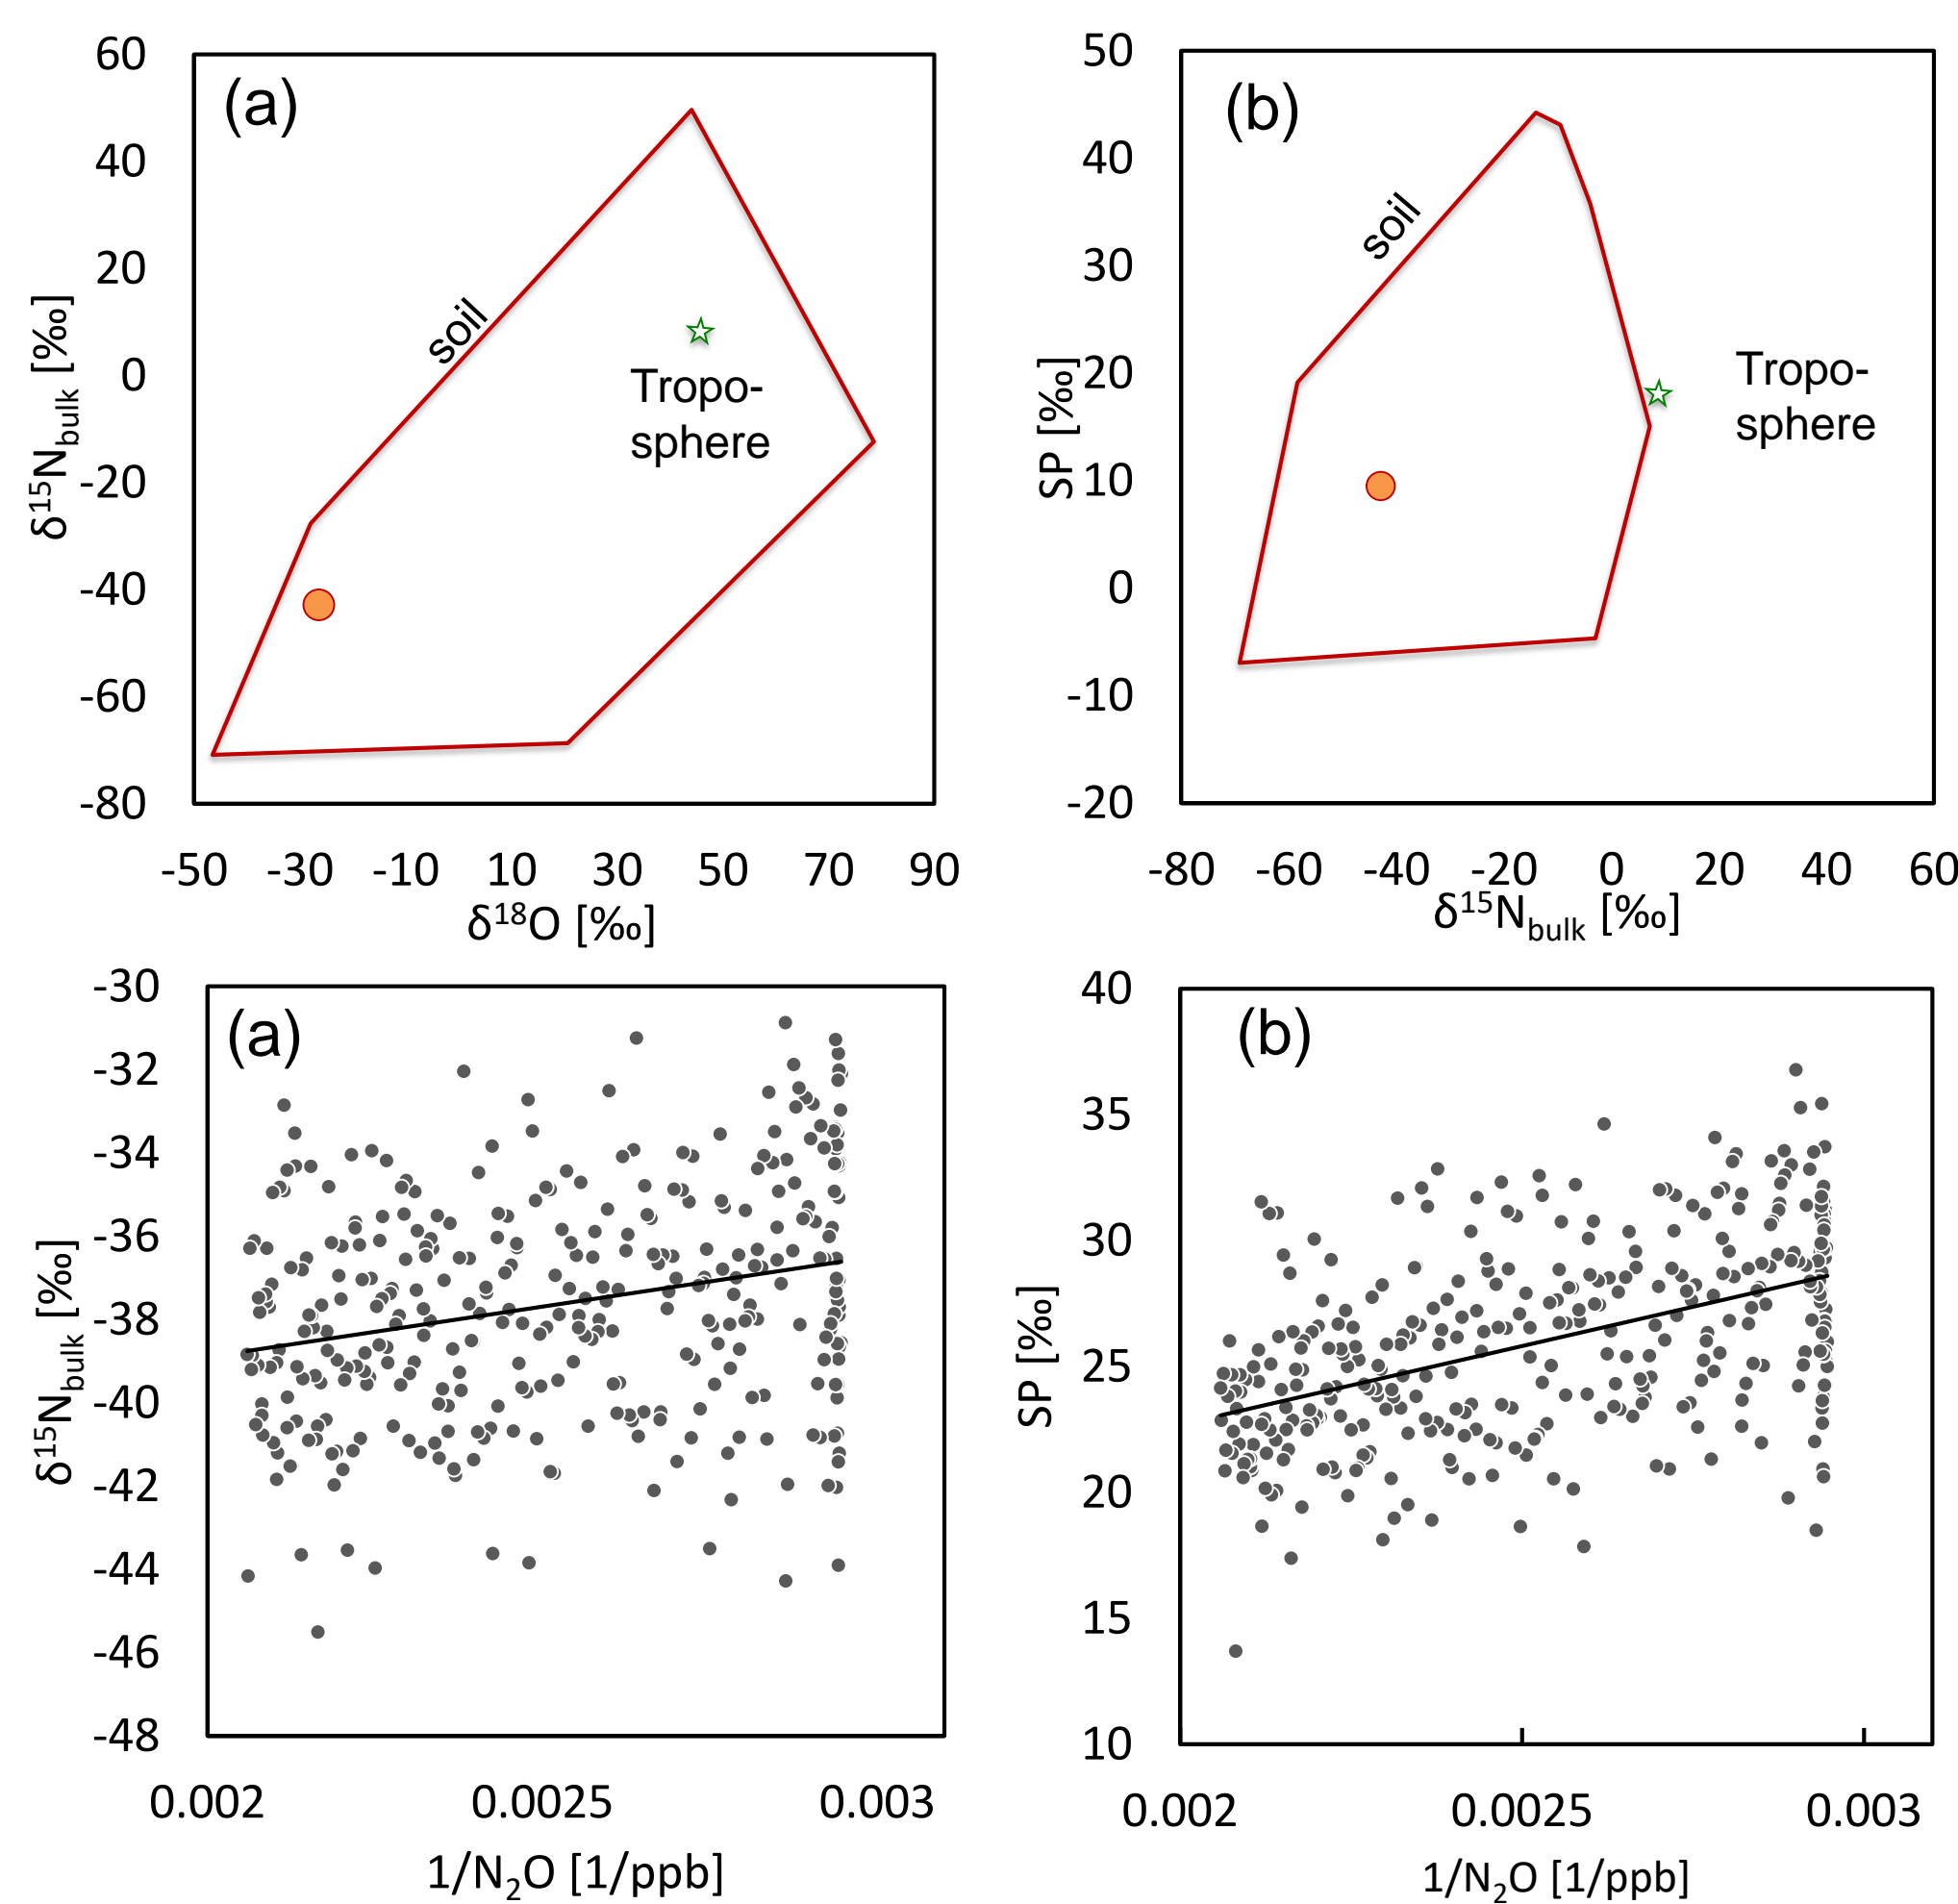 (a)
60
40
20
0
-20
-40
-60
-80
δ¹⁵N_bulk [‰]
soil
Tropo-
sphere
-50 -30 -10 10 30 50 70 90
δ¹⁸O [‰]
(b)
50
40
30
20
10
0
-10
-20
SP [‰]
soil
Tropo-
sphere
-80 -60 -40 -20 0 20 40 60
δ¹⁵N_bulk [‰]
(a)
-30
-32
-34
-36
-38
-40
-42
-44
-46
-48
δ¹⁵N_bulk [‰]
0.002 0.0025 0.003
1/N₂O [1/ppb]
(b)
40
35
30
25
20
15
10
SP [‰]
0.002 0.0025 0.003
1/N₂O [1/ppb]